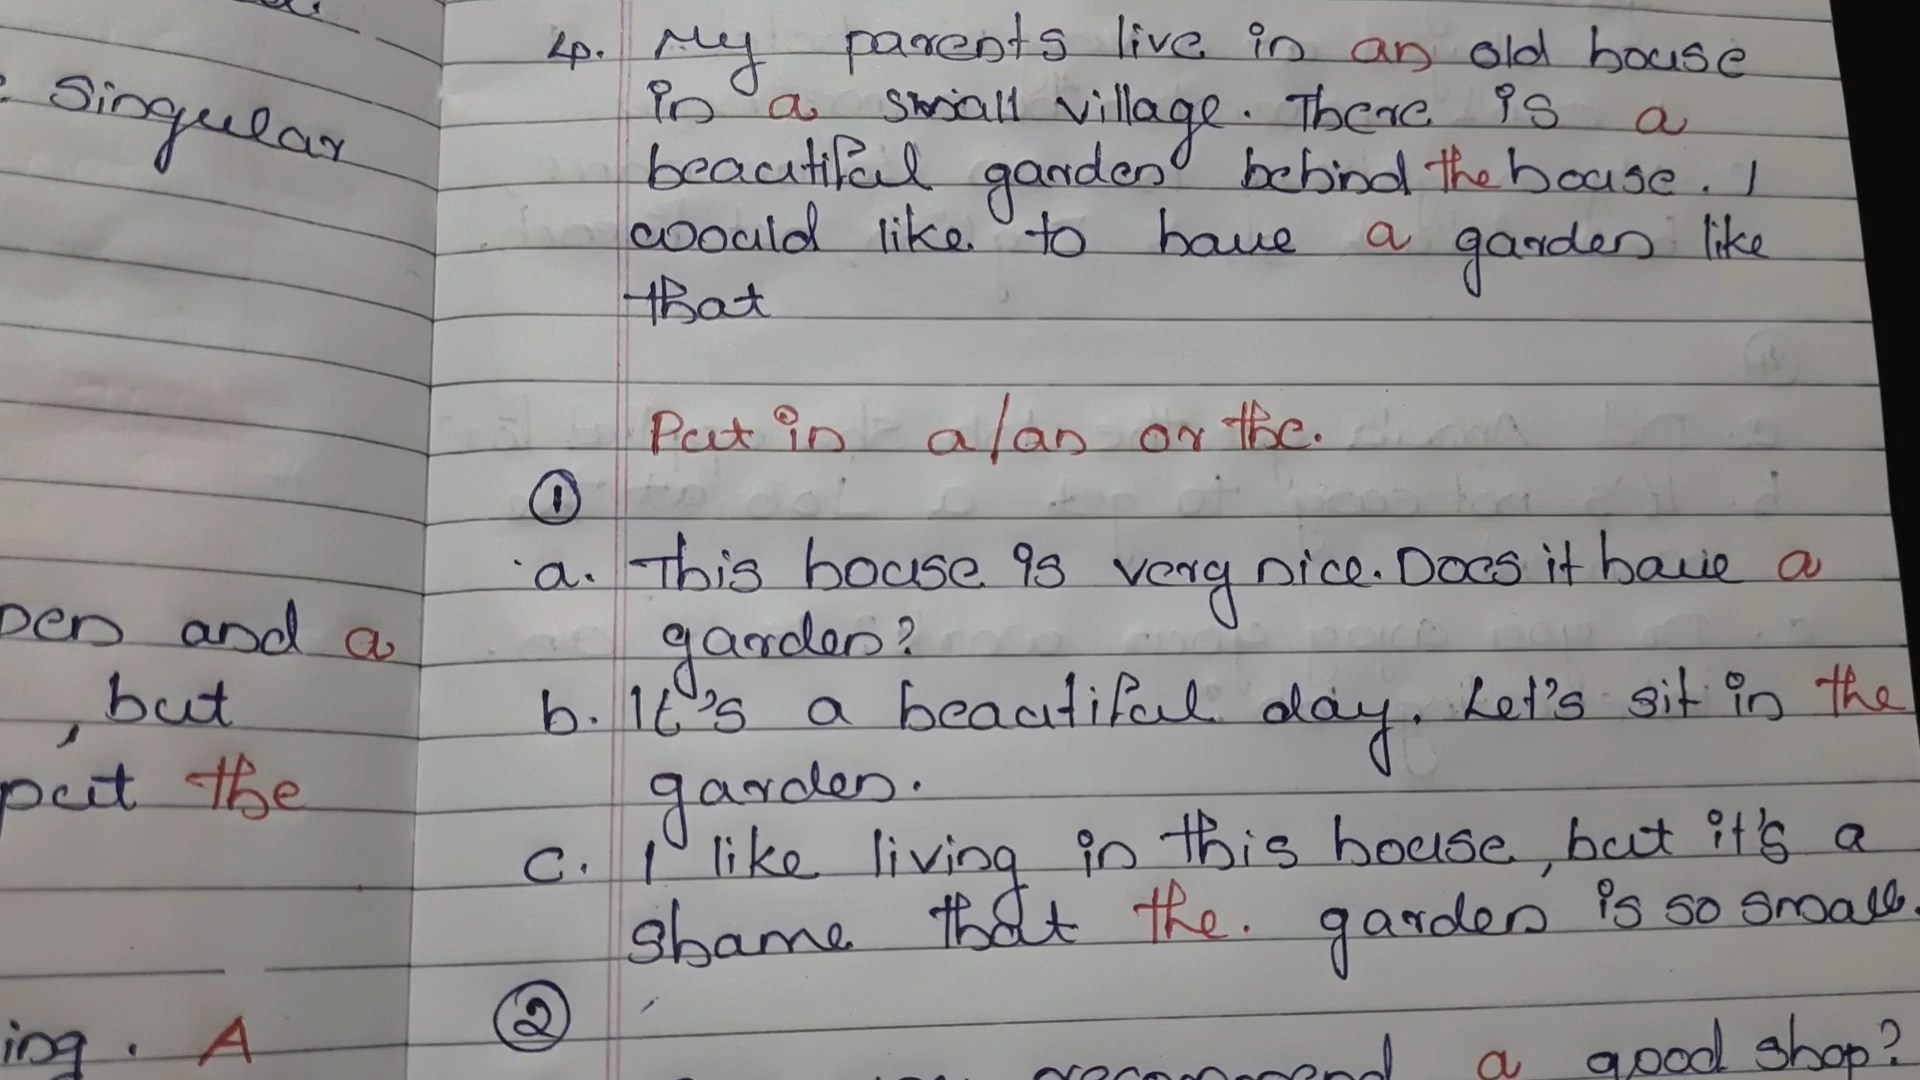 Singular
pen and a
, but
put the
ing. A
4. My parents live in an old house
in a small village. There is a
beautiful garden behind the house. I
would like to have a garden like
that
Put in a/an or the.
①
a. This house is very nice. Does it have a
garden?
b. It's a beautiful day. Let's sit in the
garden.
c. I like living in this house, but it's a
shame that the. garden is so small.
②
recommend a good shop?